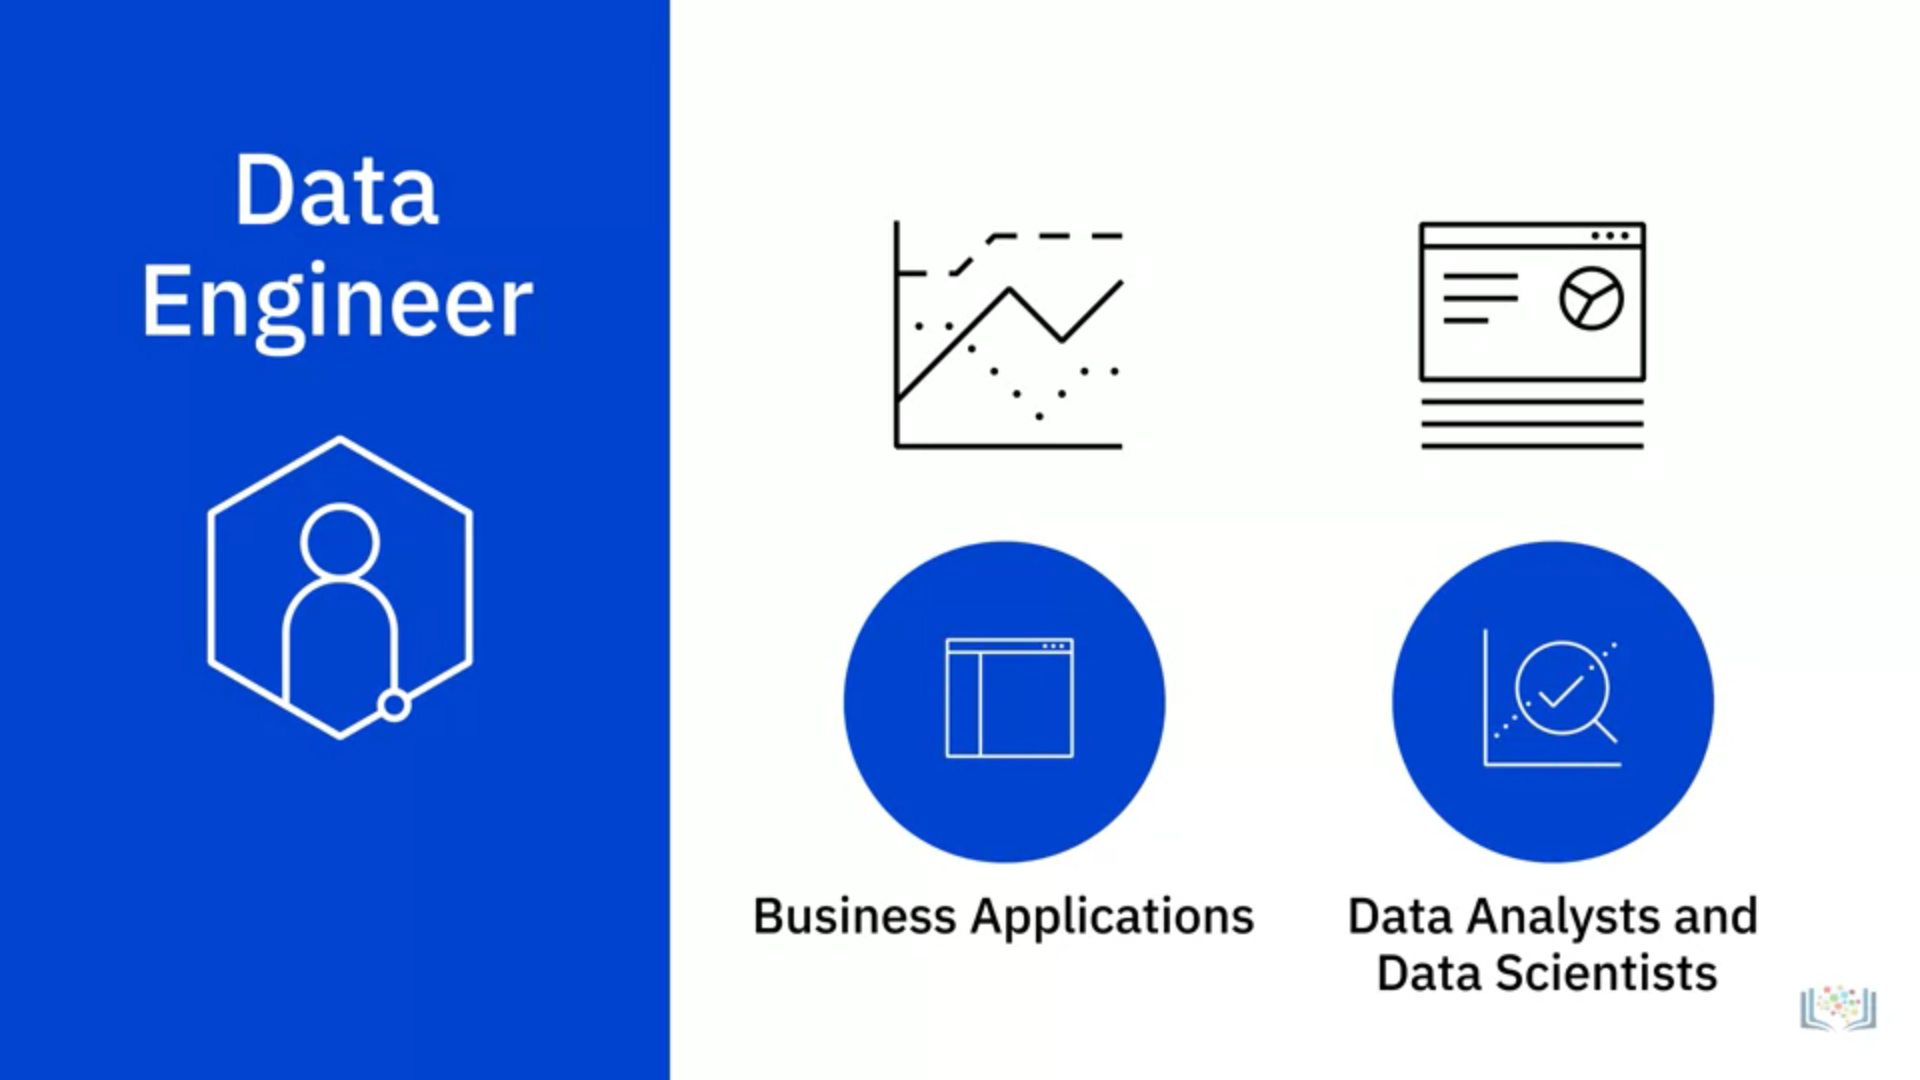 Data
Engineer
Business Applications
Data Analysts and
Data Scientists